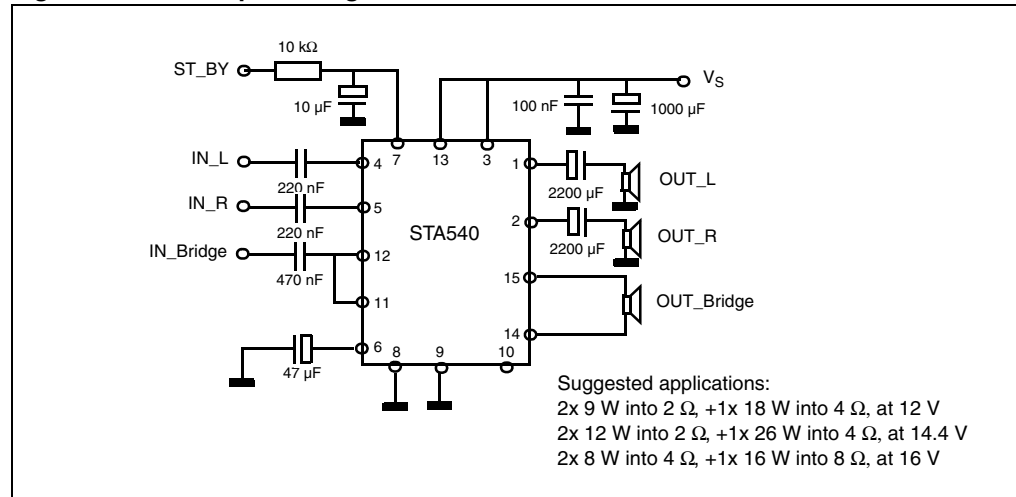 10 kΩ
ST_BY
10 µF
100 nF
1000 µF
V_S
IN_L
220 nF
IN_R
220 nF
IN_Bridge
470 nF
47 µF
4
7
13
3
1
5
2
STA540
12
15
11
14
6
8
9
10
2200 µF
OUT_L
2200 µF
OUT_R
OUT_Bridge
Suggested applications:
2x 9 W into 2 Ω, +1x 18 W into 4 Ω, at 12 V
2x 12 W into 2 Ω, +1x 26 W into 4 Ω, at 14.4 V
2x 8 W into 4 Ω, +1x 16 W into 8 Ω, at 16 V